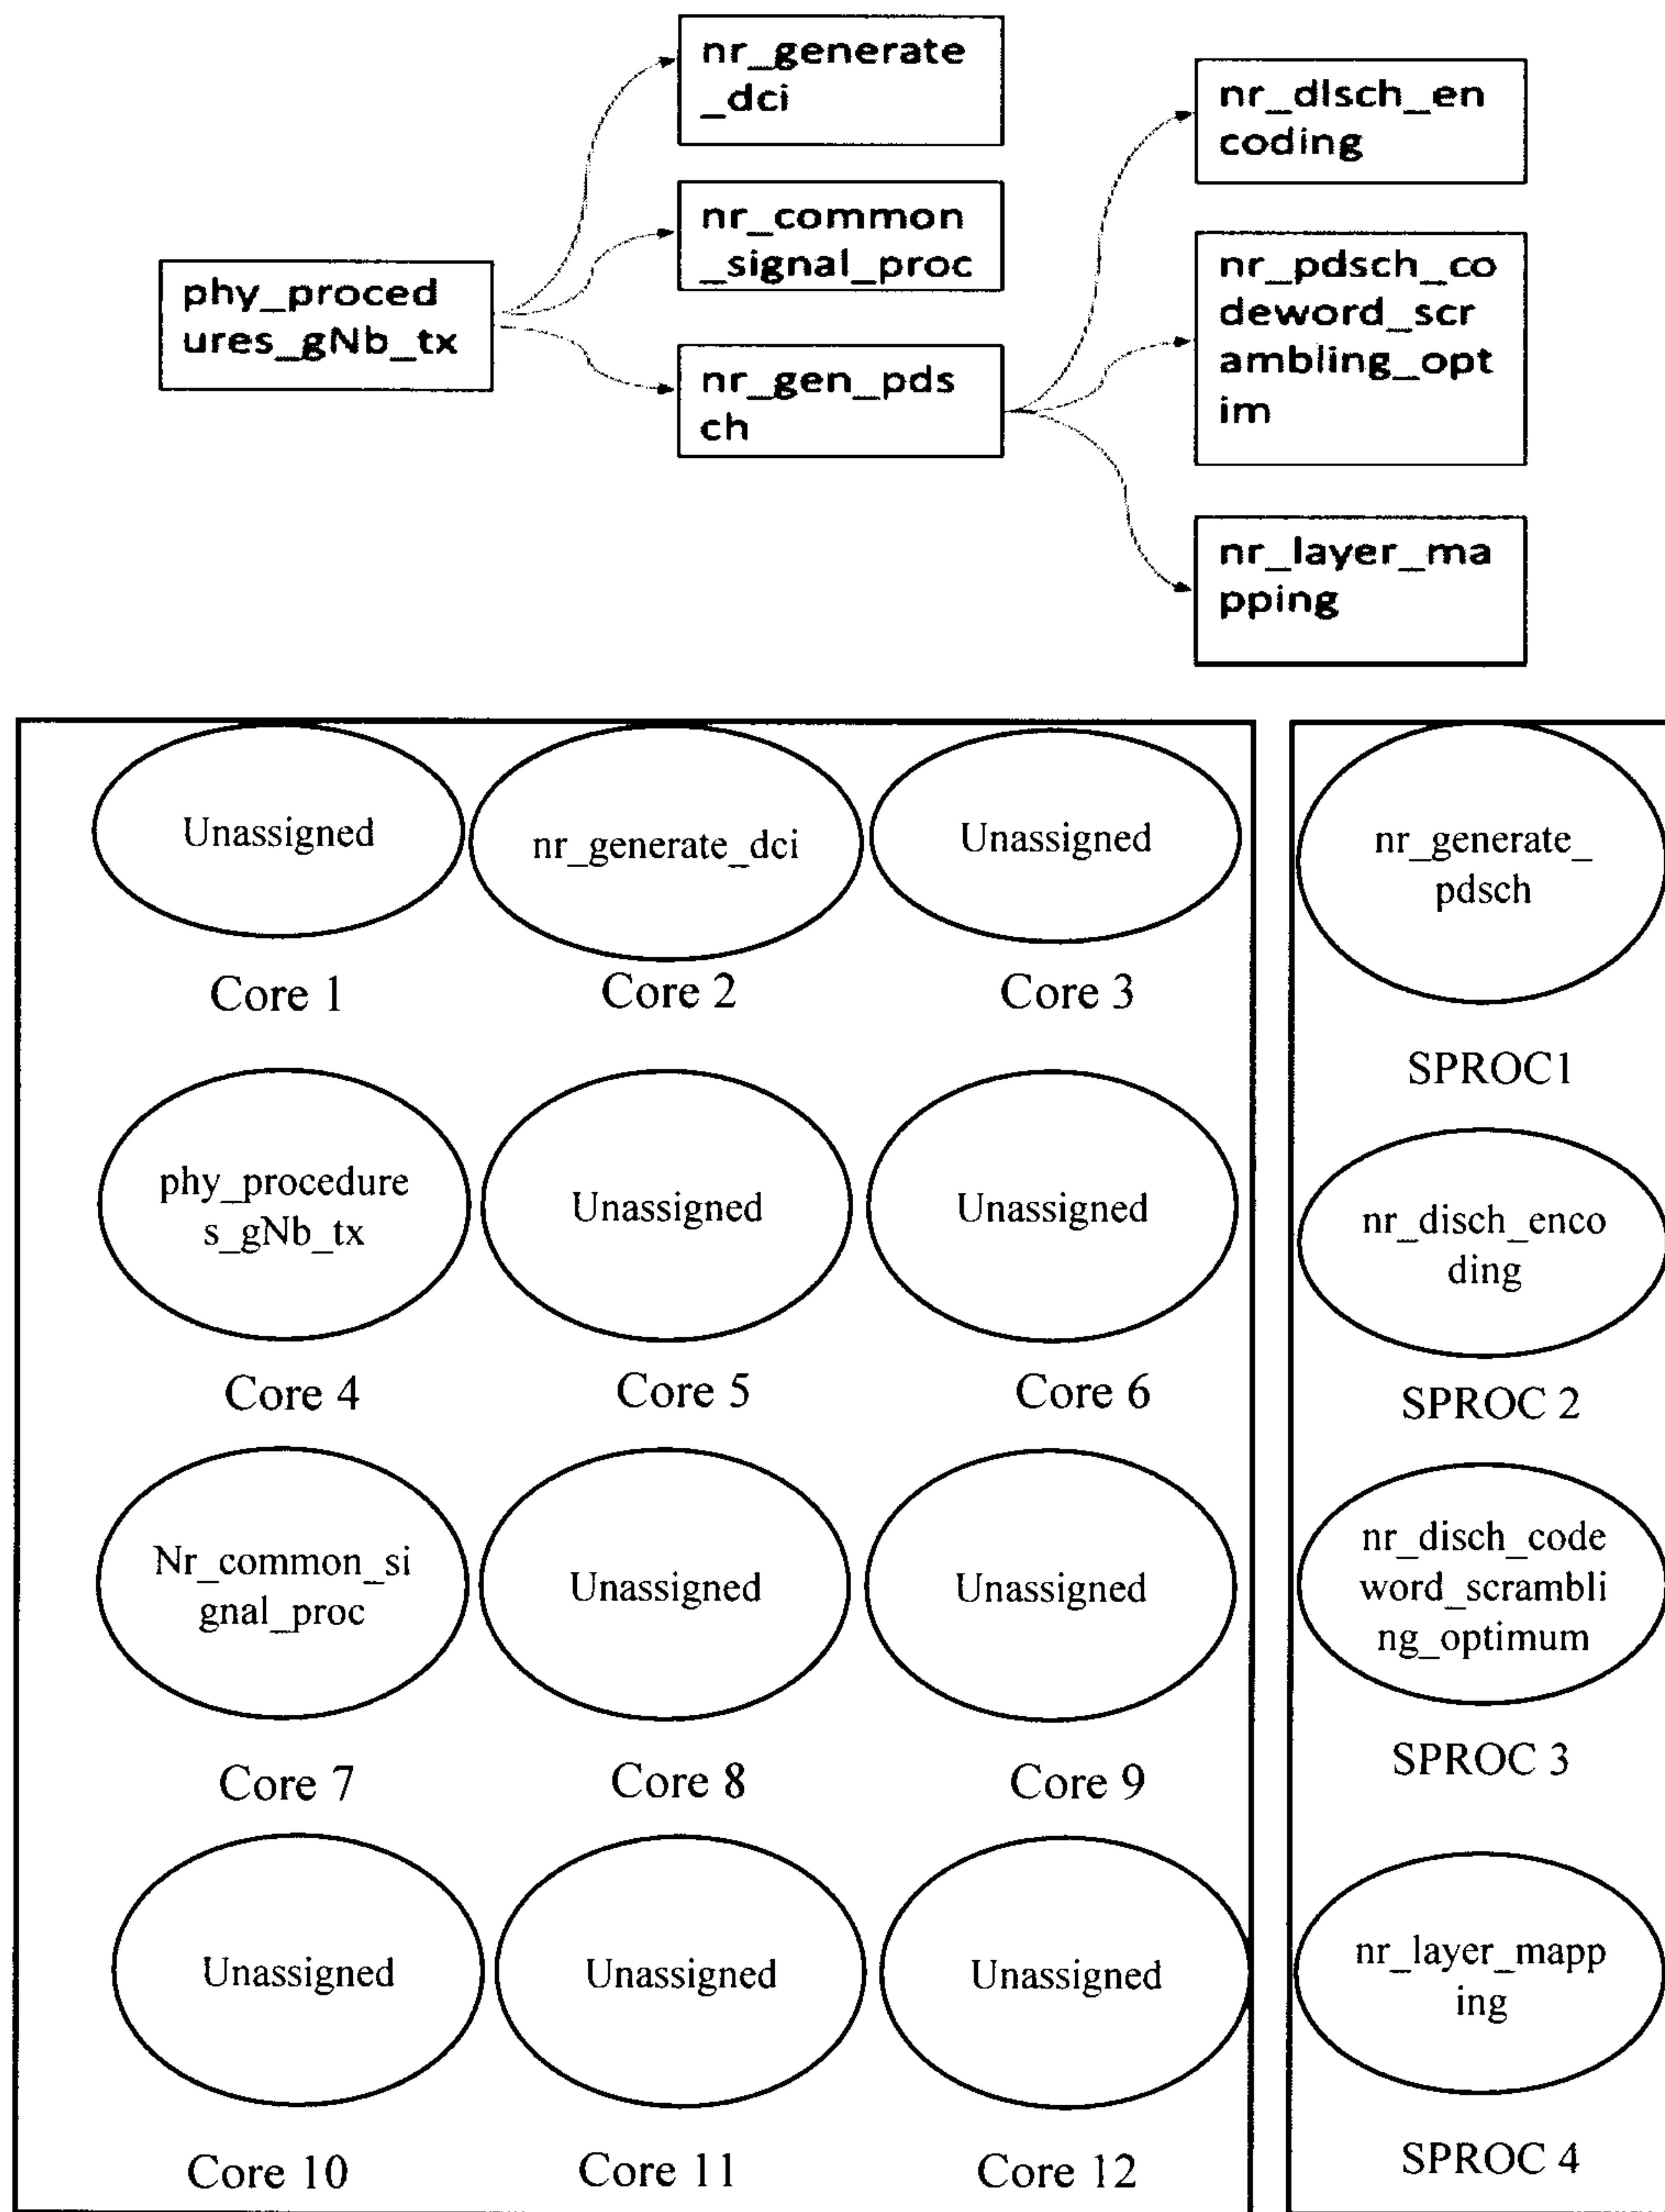 nr_generate
_dci
nr_dlsch_en
coding
nr_common
_signal_proc
nr_pdsch_co
deword_scr
ambling_opt
im
phy_proced
ures_gNb_tx
nr_gen_pds
ch
nr_layer_ma
pping
Unassigned
nr_generate_dci
Unassigned
nr_generate_
pdsch
Core 1
Core 2
Core 3
SPROC1
phy_procedure
s_gNb_tx
Unassigned
Unassigned
nr_disch_enco
ding
Core 4
Core 5
Core 6
SPROC 2
Nr_common_si
gnal_proc
Unassigned
Unassigned
nr_disch_code
word_scrambli
ng_optimum
Core 7
Core 8
Core 9
SPROC 3
Unassigned
Unassigned
Unassigned
nr_layer_mapp
ing
Core 10
Core 11
Core 12
SPROC 4